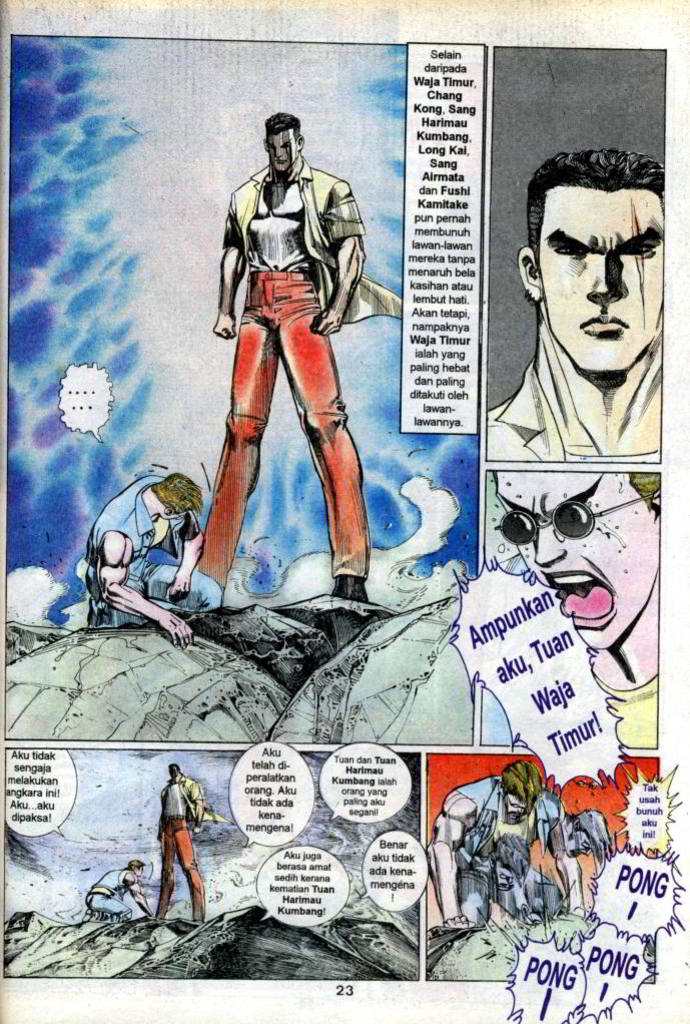 Selain
daripada
Waja Timur,
Chang
Kong, Sang
Harimau
Kumbang,
Long Kai,
Sang
Airmata
dan Fushi
Kamitake
pun pernah
membunuh
lawan-lawan
mereka tanpa
menaruh bela
kasihan atau
lembut hati.
Akan tetapi,
nampaknya
Waja Timur
ialah yang
paling hebat
dan paling
ditakuti oleh
lawan-
lawannya.
...
...
Ampunkan
aku, Tuan
Waja
Timur!
Aku tidak
sengaja
melakukan
angkara ini!
Aku...aku
dipaksa!
Aku
telah di-
peralatkan
orang. Aku
tidak ada
kena-
mengena!
Tuan dan Tuan
Harimau
Kumbang ialah
orang yang
paling aku
segani!
Aku juga
berasa amat
sedih kerana
kematian Tuan
Harimau
Kumbang!
Benar
aku tidak
ada kena-
mengena
!
Tak
usah
bunuh
aku
ini!
PONG
!
PONG
!
PONG
!
23